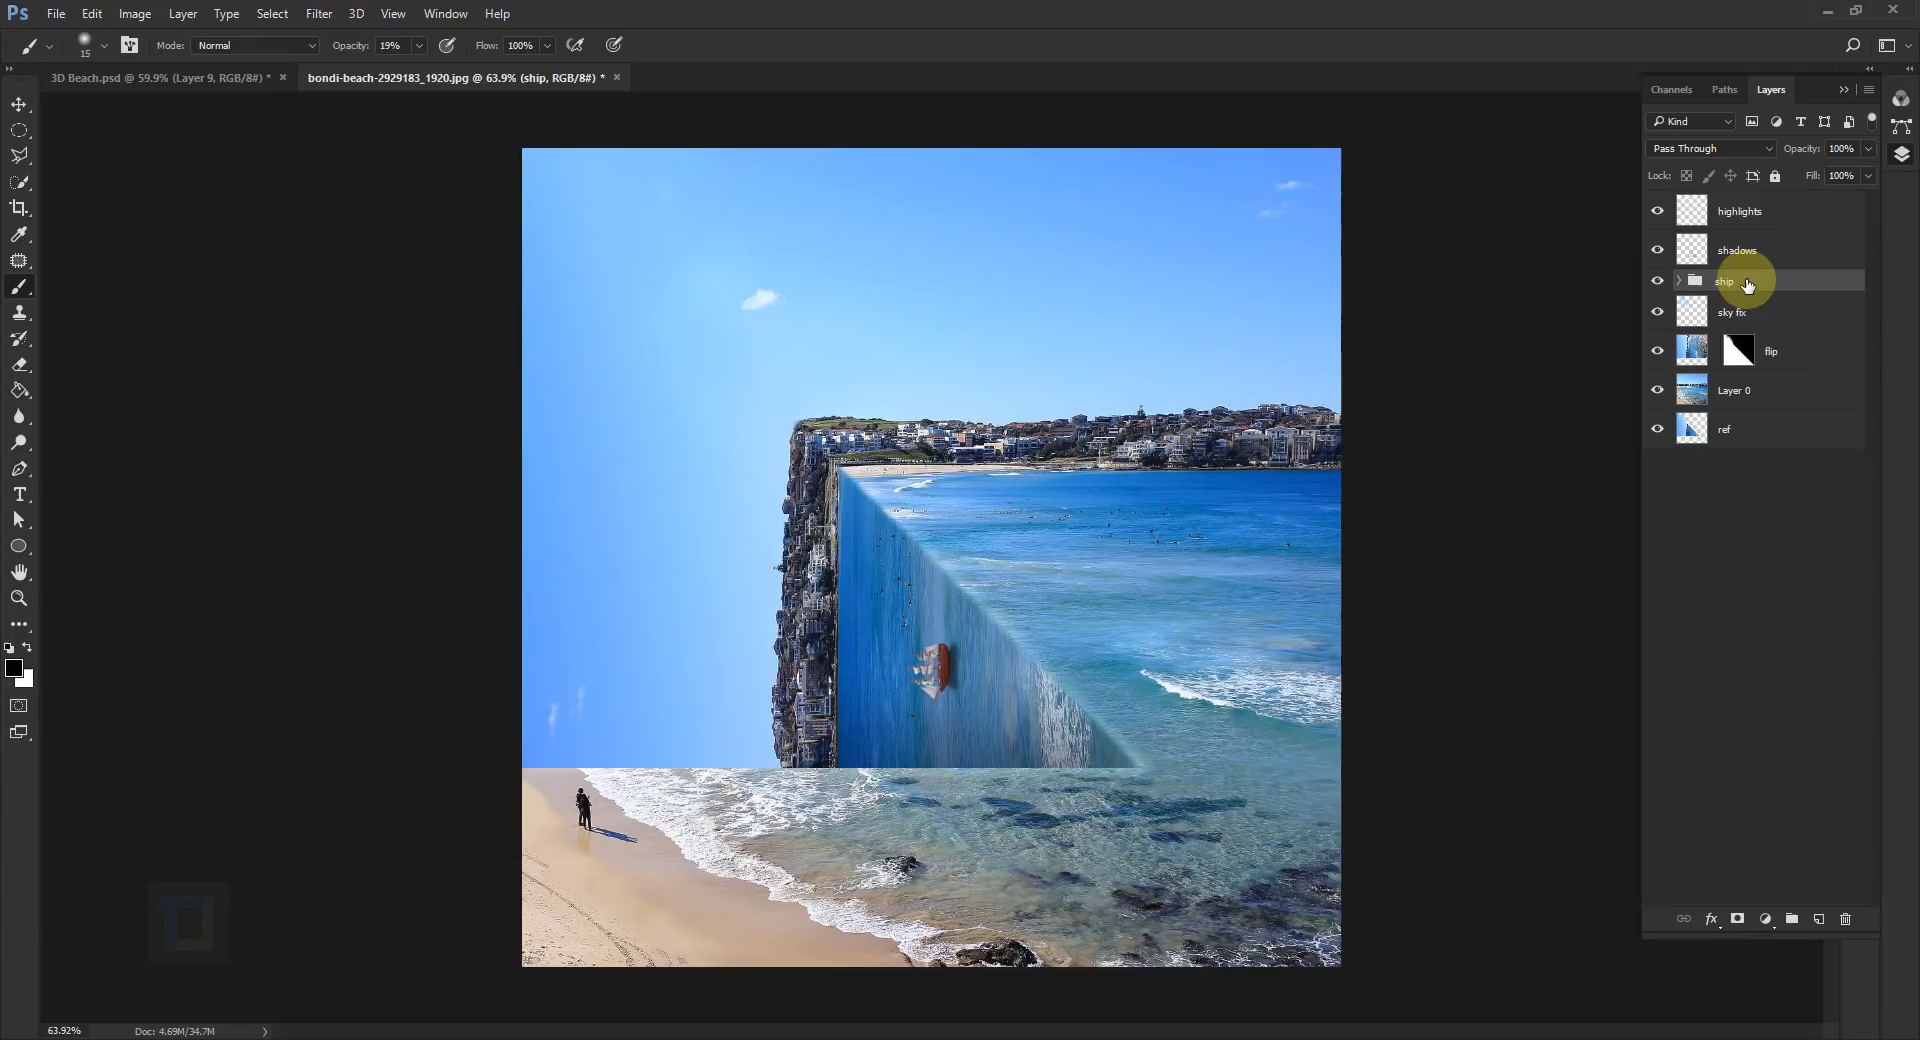 Ps File Edit Image Layer Type Select Filter 3D View Window Help
15 Mode: Normal Opacity: 19% Flow: 100%
3D Beach.psd @ 59.9% (Layer 9, RGB/8#) * × bondi-beach-2929183_1920.jpg @ 63.9% (ship, RGB/8#) * ×
Channels Paths Layers
Kind
Pass Through Opacity: 100%
Lock: Fill: 100%
highlights
shadows
ship
sky fix
flip
Layer 0
ref
fx
63.92% Doc: 4.69M/34.7M